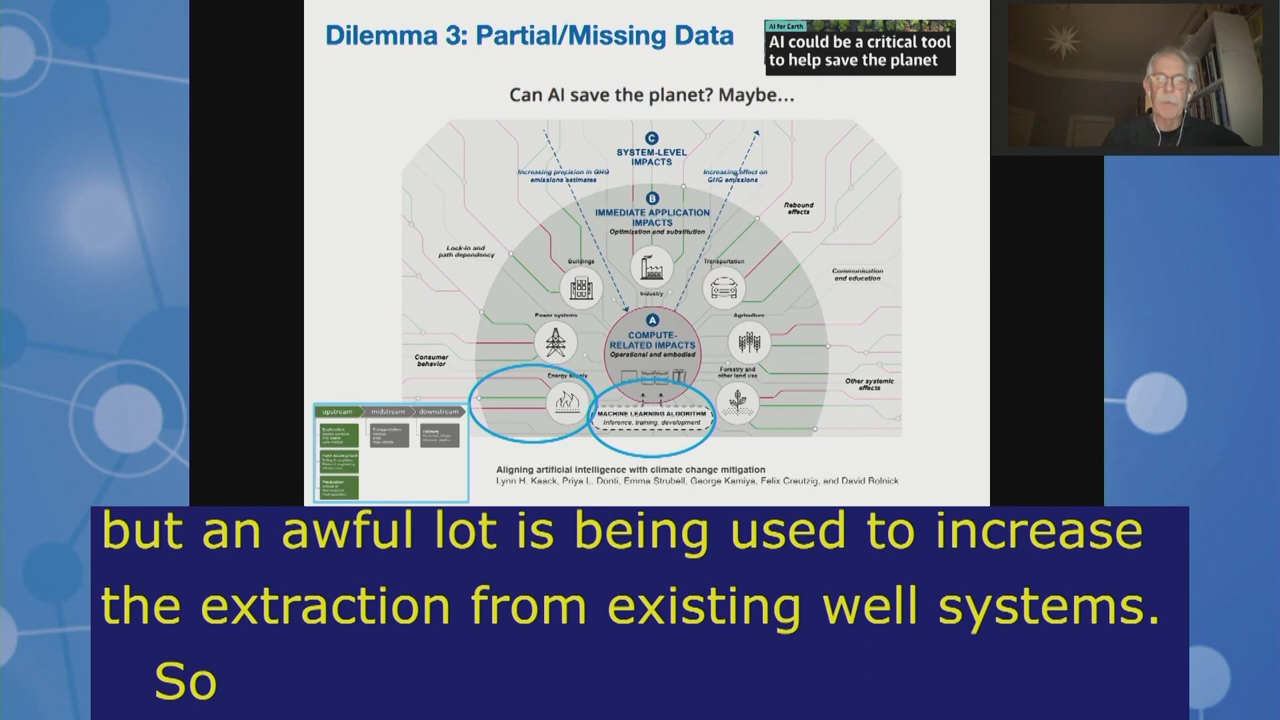 Dilemma 3: Partial/Missing Data
AI for Earth
AI could be a critical tool
to help save the planet
Can AI save the planet? Maybe...
C
SYSTEM-LEVEL
IMPACTS
Increasing precision in GHG
emissions estimates
Increasing effect on
GHG emissions
B
IMMEDIATE APPLICATION
IMPACTS
Optimization and substitution
Rebound
effects
Lock-in and
path dependency
Buildings
Industry
Transportation
Communication
and education
Power systems
Agriculture
A
COMPUTE-
RELATED IMPACTS
Operational and embodied
Consumer
behavior
Energy supply
Forestry and
other land use
Other systemic
effects
MACHINE LEARNING ALGORITHM
Inference, training, development
upstream midstream downstream
Aligning artificial intelligence with climate change mitigation
Lynn H. Kaack, Priya L. Donti, Emma Strubell, George Kamiya, Felix Creutzig, and David Rolnick
but an awful lot is being used to increase
the extraction from existing well systems.
So